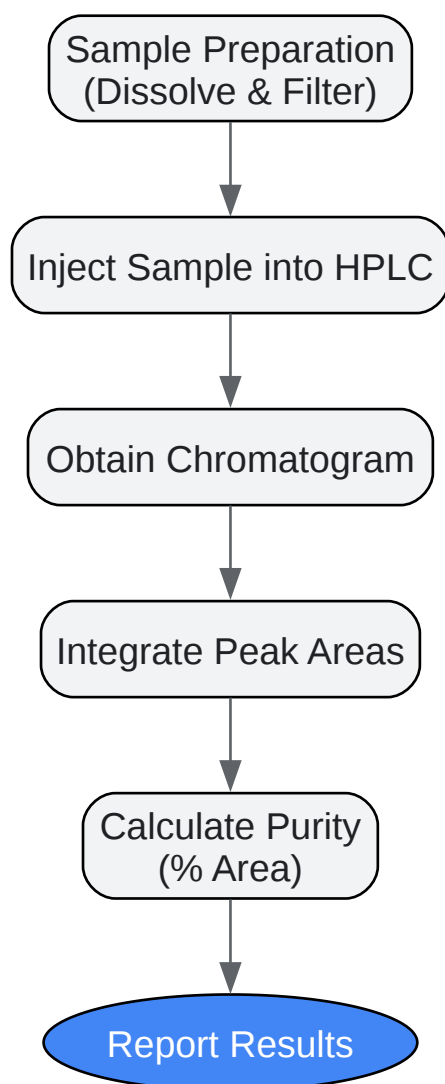 Sample Preparation
(Dissolve & Filter)
Inject Sample into HPLC
Obtain Chromatogram
Integrate Peak Areas
Calculate Purity
(% Area)
Report Results